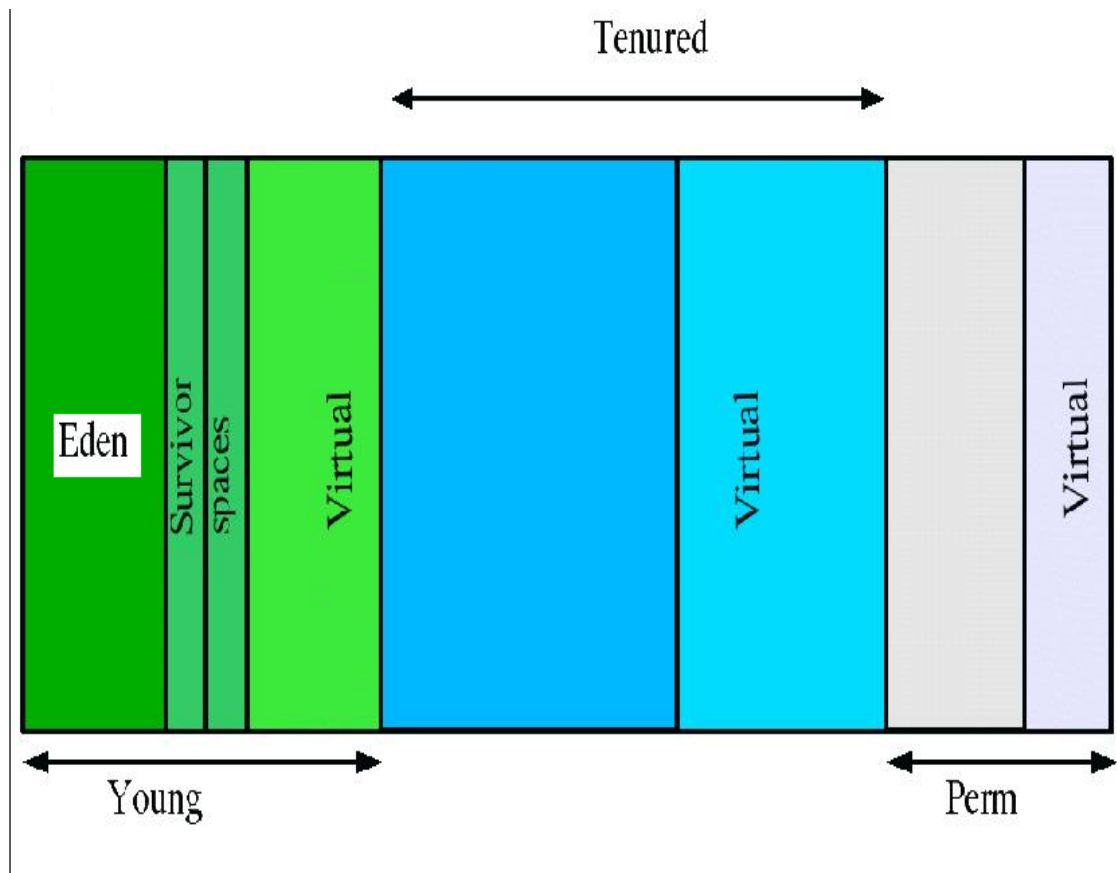 Tenured
Eden
Survivor
spaces
Virtual
Virtual
Virtual
Young
Perm